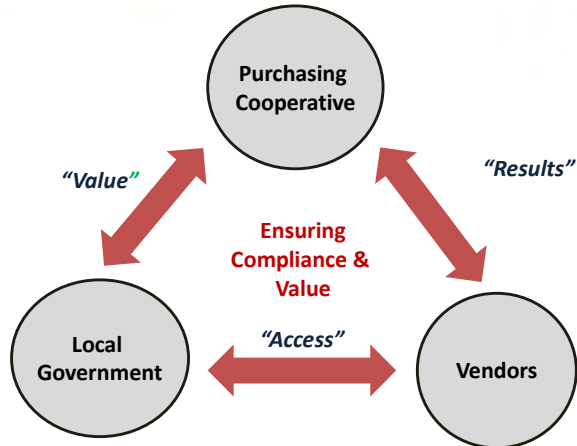 Purchasing
Cooperative
“Value”
“Results”
Ensuring
Compliance &
Value
“Access”
Local
Government
Vendors